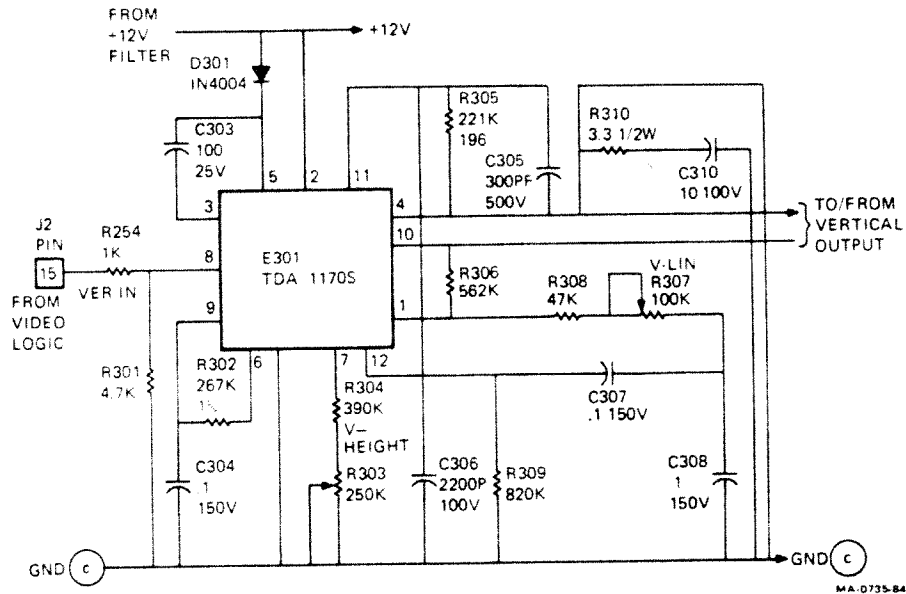 FROM
+12V
FILTER
+12V
D301
IN4004
C303
100
25V
5
2
11
R305
221K
196
C305
300PF
500V
R310
3.3 1/2W
C310
10 100V
3
4
TO/FROM
VERTICAL
OUTPUT
J2
PIN
15
FROM
VIDEO
LOGIC
R254
1K
VER IN
8
E301
TDA 1170S
10
R306
562K
R308
47K
V-LIN
R307
100K
9
1
R301
4.7K
R302
267K
1%
6
7
12
R304
390K
V-
HEIGHT
C307
.1 150V
C304
.1
150V
R303
250K
C306
2200P
100V
R309
820K
C308
1
150V
GND C
GND C
MA-0735-84